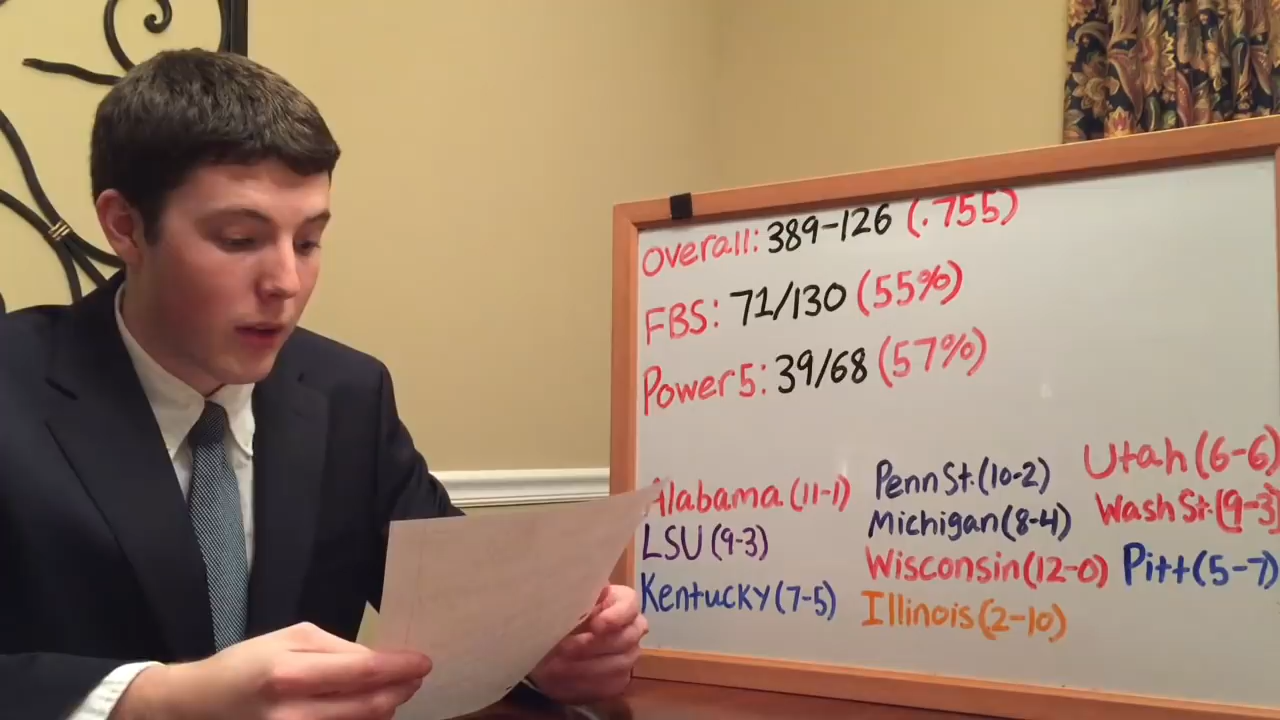 Overall: 389-126 (.755)
FBS: 71/130 (55%)
Power 5: 39/68 (57%)
Alabama (11-1)
LSU (9-3)
Kentucky (7-5)
Penn St. (10-2)
Michigan (8-4)
Wisconsin (12-0)
Illinois (2-10)
Utah (6-6)
Wash St. (9-3)
Pitt (5-7)